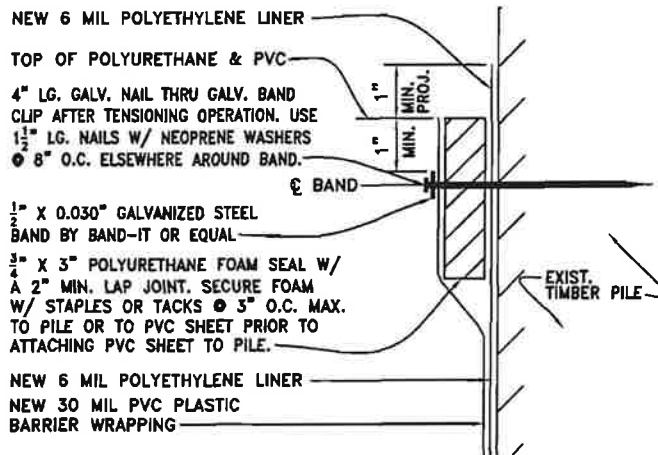 NEW 6 MIL POLYETHYLENE LINER
TOP OF POLYURETHANE & PVC
4" LG. GALV. NAIL THRU GALV. BAND
CLIP AFTER TENSIONING OPERATION. USE
1 1/2" LG. NAILS W/ NEOPRENE WASHERS
@ 8" O.C. ELSEWHERE AROUND BAND.
℄ BAND
1/2" X 0.030" GALVANIZED STEEL
BAND BY BAND-IT OR EQUAL
3/4" X 3" POLYURETHANE FOAM SEAL W/
A 2" MIN. LAP JOINT. SECURE FOAM
W/ STAPLES OR TACKS @ 3" O.C. MAX.
TO PILE OR TO PVC SHEET PRIOR TO
ATTACHING PVC SHEET TO PILE.
NEW 6 MIL POLYETHYLENE LINER
NEW 30 MIL PVC PLASTIC
BARRIER WRAPPING
1"
MIN.
PROJ.
1"
MIN.
EXIST.
TIMBER PILE